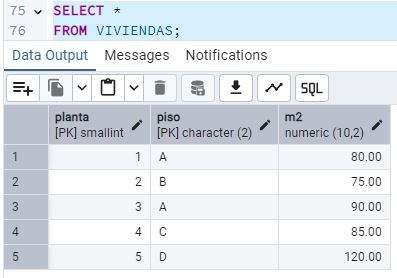 75 SELECT *
76 FROM VIVIENDAS;
Data Output Messages Notifications
SQL
planta piso m2
[PK] smallint [PK] character (2) numeric (10,2)
1 1 A 80.00
2 2 B 75.00
3 3 A 90.00
4 4 C 85.00
5 5 D 120.00